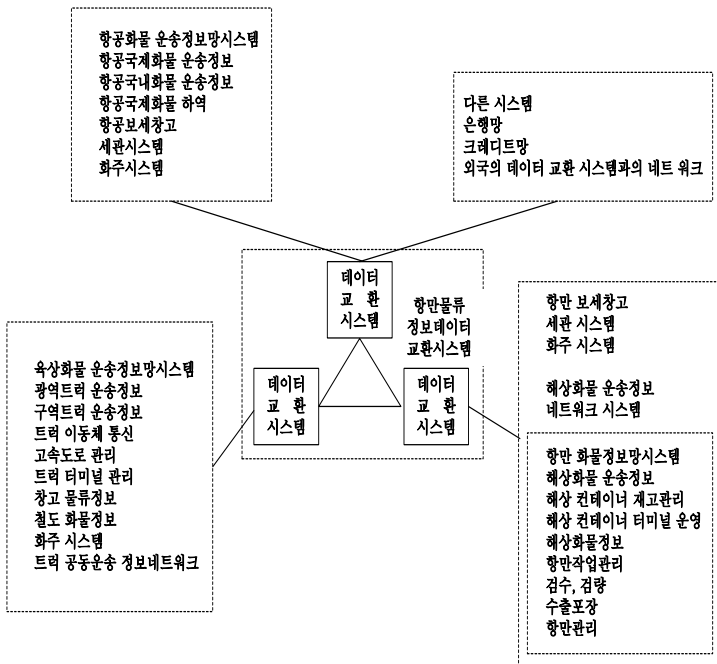 항공화물 운송정보망시스템
항공국제화물 운송정보
항공국내화물 운송정보
항공국제화물 하역
항공보세창고
세관시스템
화주시스템
다른 시스템
은행망
크레디트망
외국의 데이터 교환 시스템과의 네트 워크
데이터
교 환
시스템
항만물류
정보데이터
교환시스템
데이터
교 환
시스템
데이터
교 환
시스템
육상화물 운송정보망시스템
광역트럭 운송정보
구역트럭 운송정보
트럭 이동체 통신
고속도로 관리
트럭 터미널 관리
창고 물류정보
철도 화물정보
화주 시스템
트럭 공동운송 정보네트워크
항만 보세창고
세관 시스템
화주 시스템
해상화물 운송정보
네트워크 시스템
항만 화물정보망시스템
해상화물 운송정보
해상 컨테이너 재고관리
해상 컨테이너 터미널 운영
해상화물정보
항만작업관리
검수, 검량
수출포장
항만관리